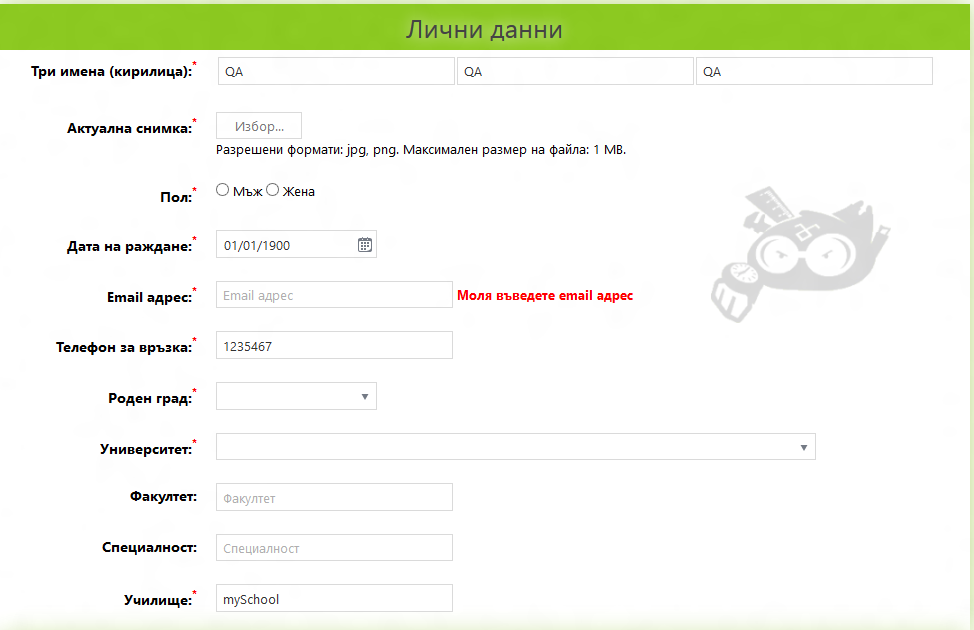 Лични данни
Три имена (кирилица):* QA QA QA
Актуална снимка:* Избор...
Разрешени формати: jpg, png. Максимален размер на файла: 1 MB.
Пол:* Мъж Жена
Дата на раждане:* 01/01/1900
Email адрес:* Email адрес Моля въведете email адрес
Телефон за връзка:* 1235467
Роден град:*
Университет:*
Факултет: Факултет
Специалност: Специалност
Училище:* mySchool